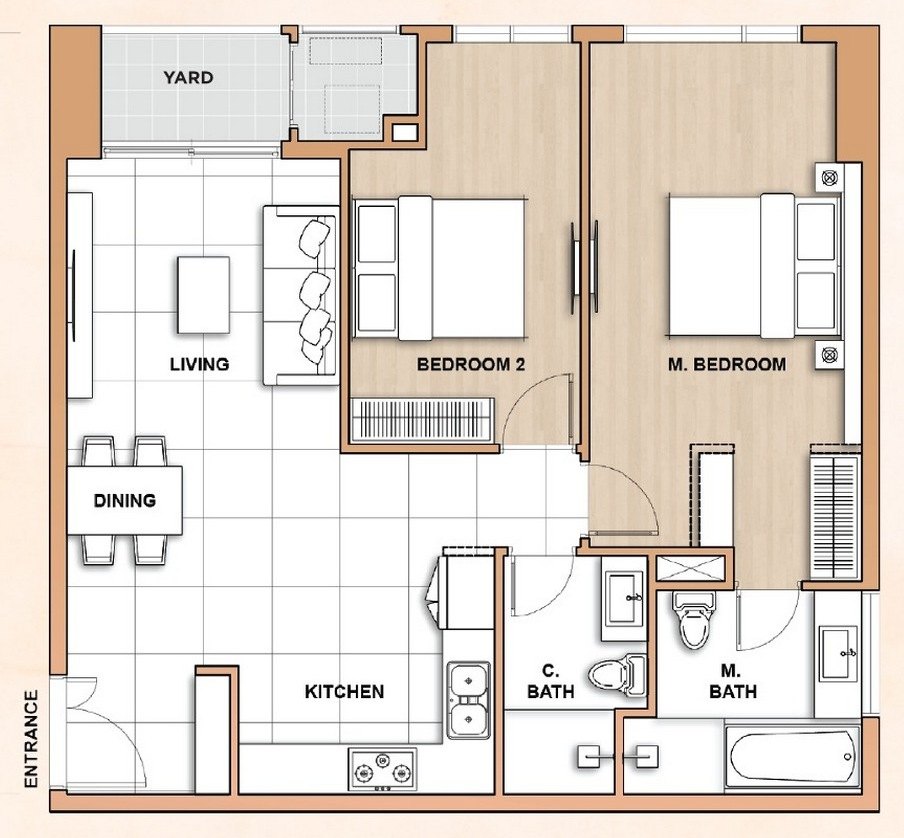 YARD
LIVING
BEDROOM 2
M. BEDROOM
DINING
KITCHEN
C.
BATH
M.
BATH
ENTRANCE